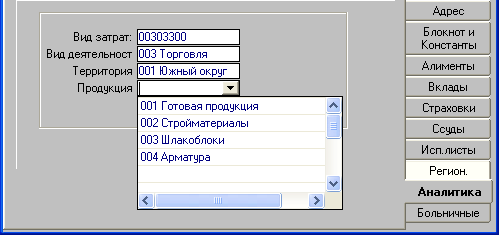 Вид затрат: 00303300
Вид деятельност 003 Торговля
Территория 001 Южный округ
Продукция
001 Готовая продукция
002 Стройматериалы
003 Шлакоблоки
004 Арматура
Адрес
Блокнот и
Константы
Алименты
Вклады
Страховки
Ссуды
Исп.листы
Регион.
Аналитика
Больничные